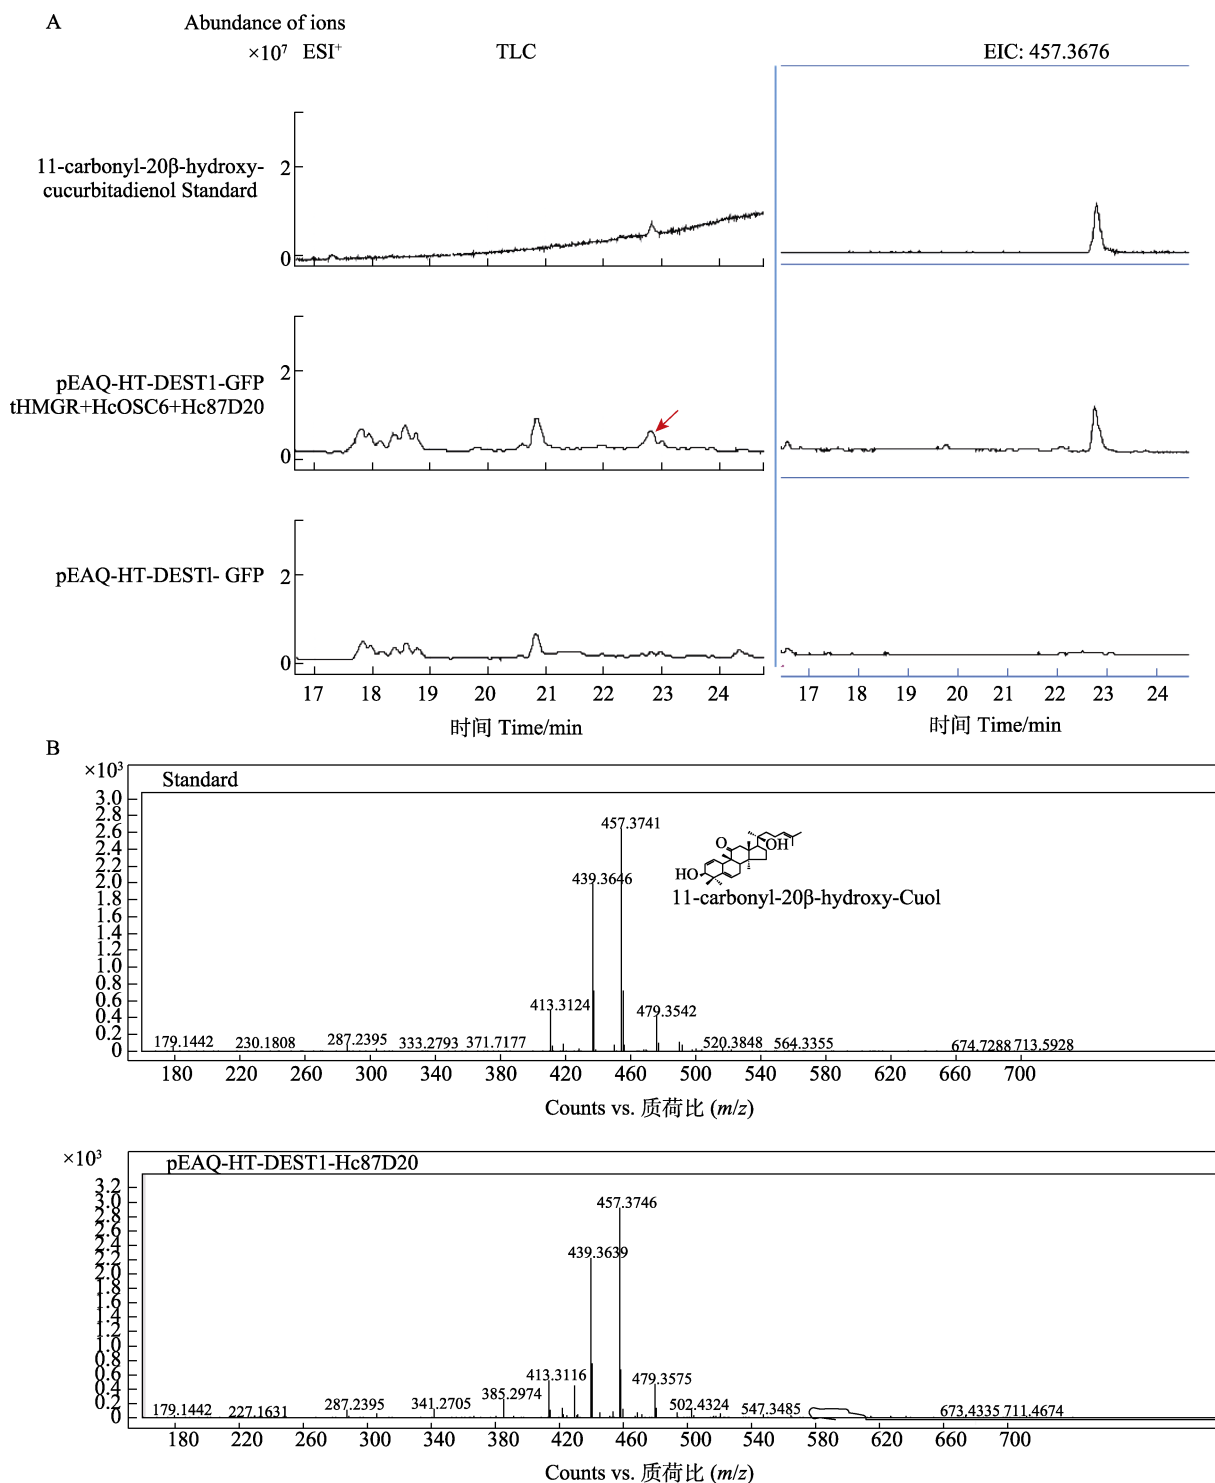 A
Abundance of ions
×10⁷ ESI⁺
TLC
EIC: 457.3676
11-carbonyl-20β-hydroxy-
cucurbitadienol Standard
2
0
pEAQ-HT-DEST1-GFP
tHMGR+HcOSC6+Hc87D20
2
0
pEAQ-HT-DESTl- GFP
2
0
17 18 19 20 21 22 23 24
17 18 19 20 21 22 23 24
时间 Time/min
时间 Time/min
B
×10³
Standard
3.0
2.8
2.6
2.4
2.2
2.0
1.8
1.6
1.4
1.2
1.0
0.8
0.6
0.4
0.2
0
457.3741
439.3646
O
OH
HO
11-carbonyl-20β-hydroxy-Cuol
413.3124
479.3542
179.1442 230.1808 287.2395 333.2793 371.7177 520.3848 564.3355 674.7288 713.5928
180 220 260 300 340 380 420 460 500 540 580 620 660 700
Counts vs. 质荷比 (m/z)
×10³
pEAQ-HT-DEST1-Hc87D20
3.2
3.0
2.8
2.6
2.4
2.2
2.0
1.8
1.6
1.4
1.2
1.0
0.8
0.6
0.4
0.2
0
457.3746
439.3639
413.3116
479.3575
385.2974
179.1442 227.1631 287.2395 341.2705 502.4324 547.3485 673.4335 711.4674
180 220 260 300 340 380 420 460 500 540 580 620 660 700
Counts vs. 质荷比 (m/z)